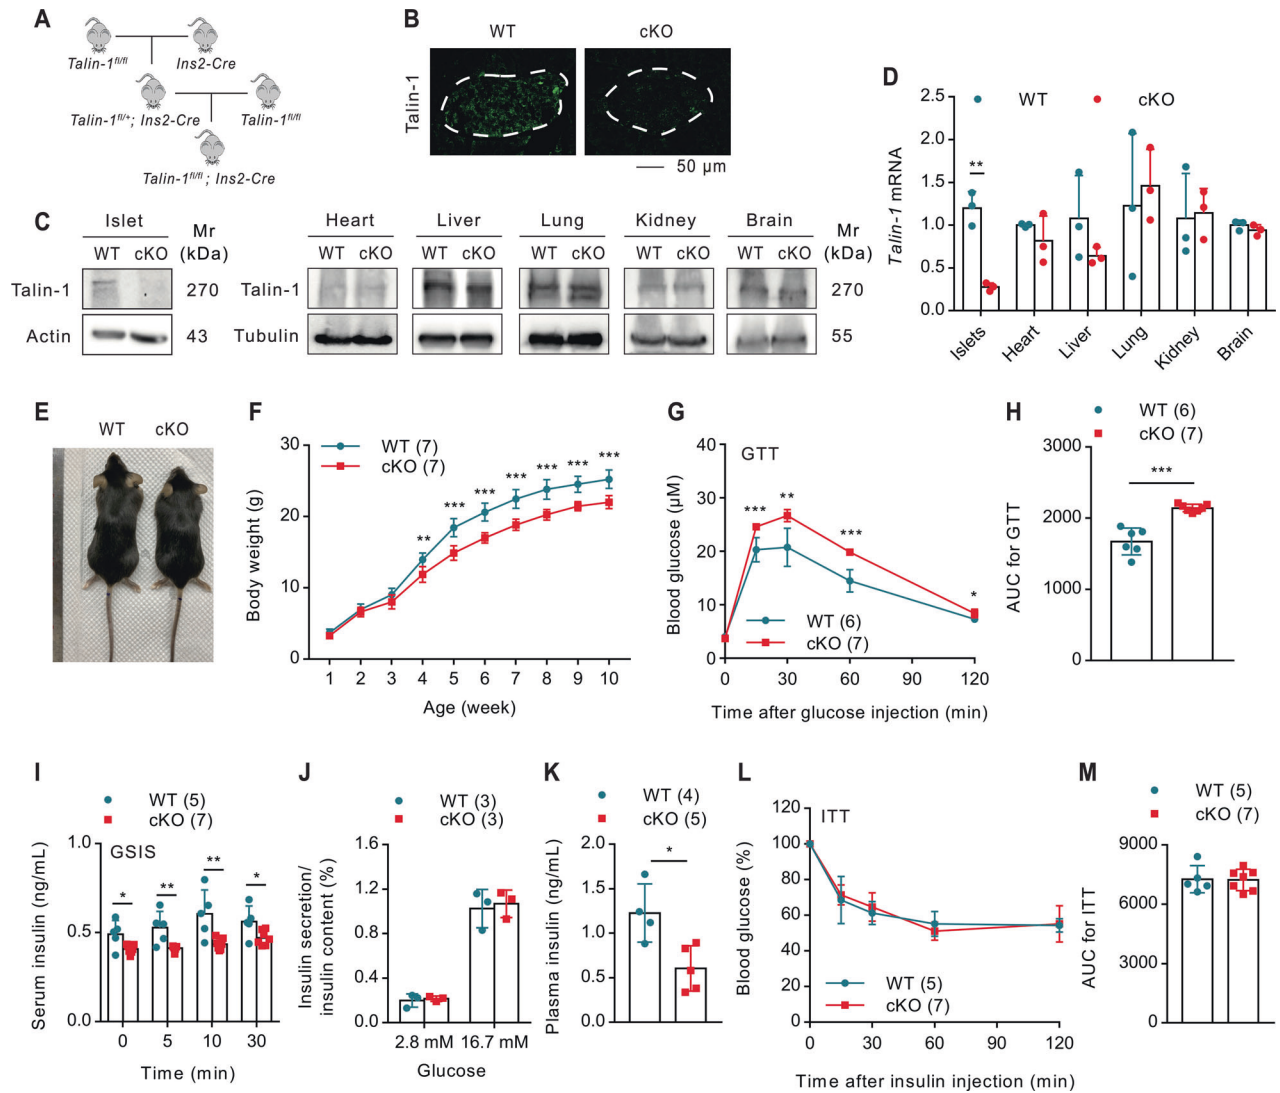 A
Talin-1fl/fl
Ins2-Cre
Talin-1fl/+; Ins2-Cre
Talin-1fl/fl
Talin-1fl/fl; Ins2-Cre
B
WT
cKO
Talin-1
50 µm
C
Islet
Mr
(kDa)
WT
cKO
Talin-1
270
Actin
43
Heart
Liver
Lung
Kidney
Brain
Mr
(kDa)
WT cKO
WT cKO
WT cKO
WT cKO
WT cKO
Talin-1
270
Tubulin
55
D
WT
cKO
Talin-1 mRNA
2.5
2.0
1.5
1.0
0.5
0.0
**
Islets
Heart
Liver
Lung
Kidney
Brain
E
WT
cKO
F
Body weight (g)
30
20
10
0
WT (7)
cKO (7)
**
***
***
***
***
***
***
1 2 3 4 5 6 7 8 9 10
Age (week)
G
GTT
Blood glucose (µM)
40
30
20
10
0
***
**
***
*
WT (6)
cKO (7)
0 30 60 90 120
Time after glucose injection (min)
H
WT (6)
cKO (7)
AUC for GTT
3000
2000
1000
0
***
I
WT (5)
cKO (7)
GSIS
Serum insulin (ng/mL)
1.0
0.5
0.0
*
**
**
*
0 5 10 30
Time (min)
J
WT (3)
cKO (3)
Insulin secretion/
insulin content (%)
1.6
1.2
0.8
0.4
0.0
2.8 mM 16.7 mM
Glucose
K
WT (4)
cKO (5)
Plasma insulin (ng/mL)
2.0
1.5
1.0
0.5
0.0
*
L
ITT
Blood glucose (%)
120
100
80
60
40
20
0
WT (5)
cKO (7)
0 30 60 90 120
Time after insulin injection (min)
M
WT (5)
cKO (7)
AUC for ITT
9000
6000
3000
0